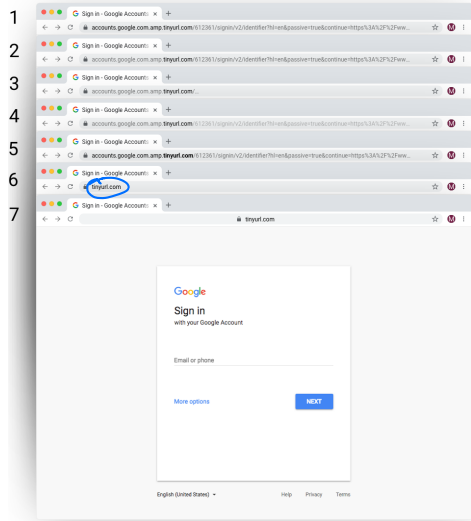 1
Sign in - Google Accounts
accounts.google.com.amp.tinyurl.com/612361/signin/v2/identifier?hl=en&passive=true&continue=https%3A%2F%2Fww...
2
Sign in - Google Accounts
accounts.google.com.amp.tinyurl.com/612361/signin/v2/identifier?hl=en&passive=true&continue=https%3A%2F%2Fww...
3
Sign in - Google Accounts
accounts.google.com.amp.tinyurl.com/...
4
Sign in - Google Accounts
accounts.google.com.amp.tinyurl.com/612361/signin/v2/identifier?hl=en&passive=true&continue=https%3A%2F%2Fww...
5
Sign in - Google Accounts
accounts.google.com.amp.tinyurl.com/612361/signin/v2/identifier?hl=en&passive=true&continue=https%3A%2F%2Fww...
6
Sign in - Google Accounts
tinyurl.com
7
Sign in - Google Accounts
tinyurl.com
Google
Sign in
with your Google Account
Email or phone
More options NEXT
English (United States) Help Privacy Terms